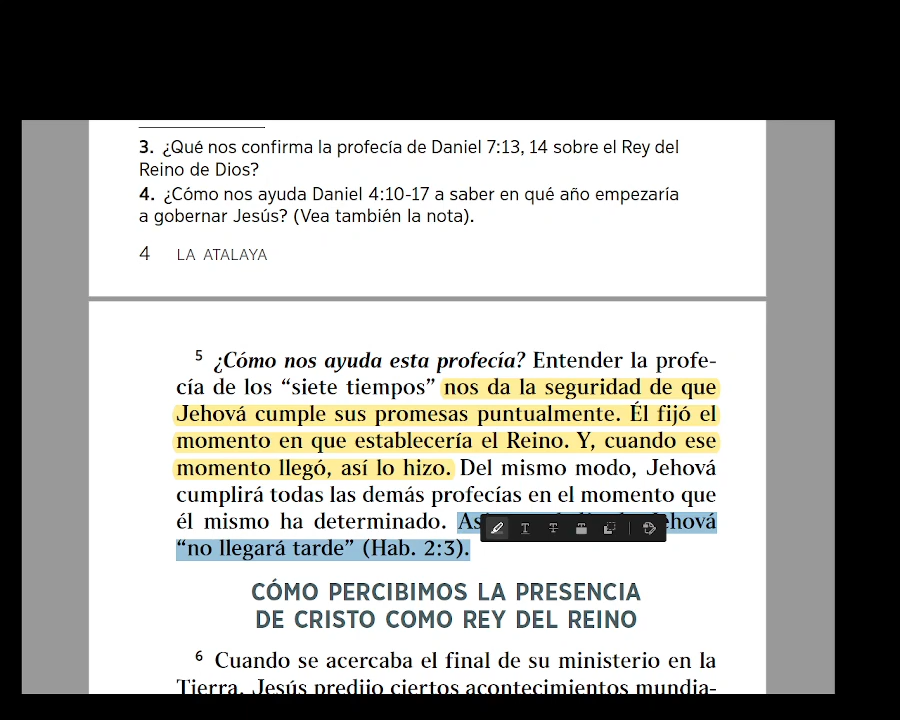 3. ¿Qué nos confirma la profecía de Daniel 7:13, 14 sobre el Rey del
Reino de Dios?
4. ¿Cómo nos ayuda Daniel 4:10-17 a saber en qué año empezaría
a gobernar Jesús? (Vea también la nota).
4 LA ATALAYA
5 ¿Cómo nos ayuda esta profecía? Entender la profe-
cía de los “siete tiempos” nos da la seguridad de que
Jehová cumple sus promesas puntualmente. Él fijó el
momento en que establecería el Reino. Y, cuando ese
momento llegó, así lo hizo. Del mismo modo, Jehová
cumplirá todas las demás profecías en el momento que
él mismo ha determinado.
“no llegará tarde” (Hab. 2:3).
CÓMO PERCIBIMOS LA PRESENCIA
DE CRISTO COMO REY DEL REINO
6 Cuando se acercaba el final de su ministerio en la
Tierra, Jesús predijo ciertos acontecimientos mundia-